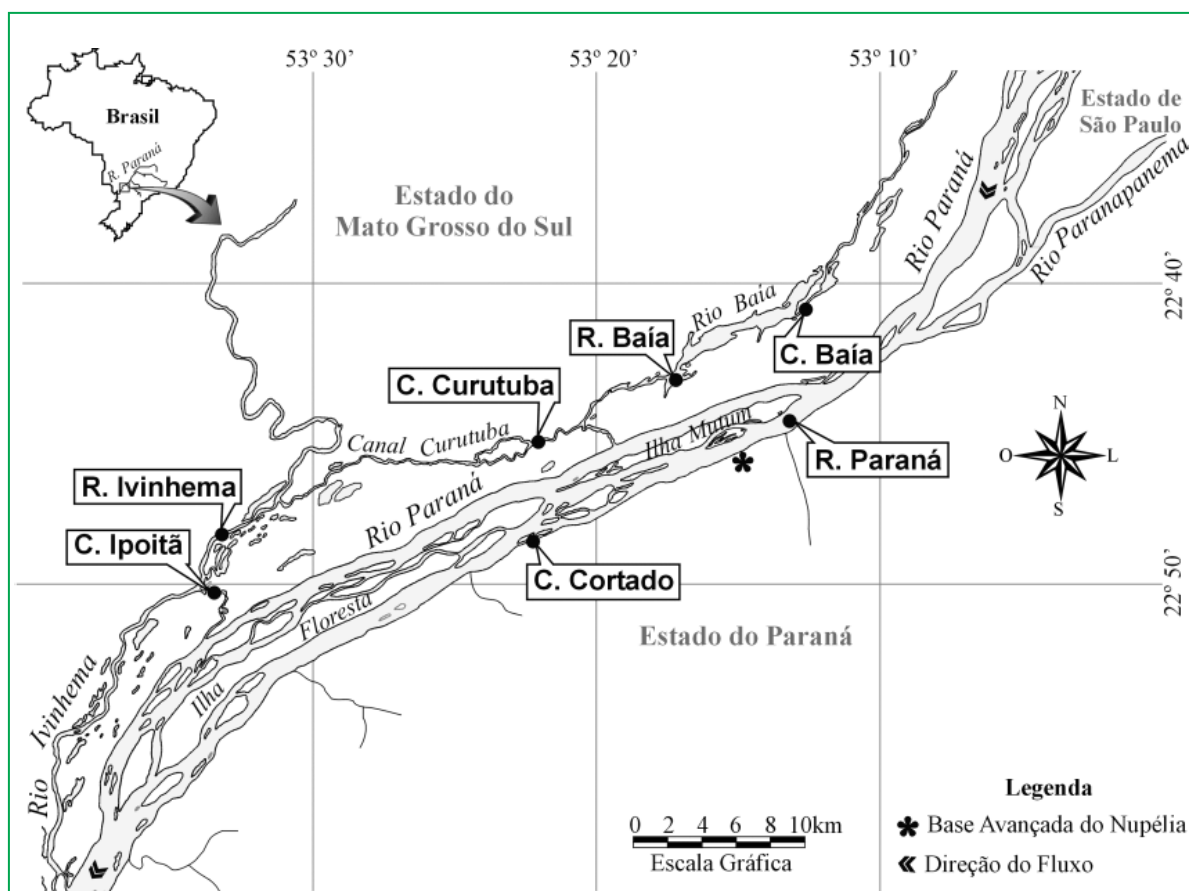 53º 30’
53º 20’
53º 10’
Brasil
R. Paraná
Estado de
São Paulo
Estado do
Mato Grosso do Sul
Rio Paraná
Rio Paranapanema
22º 40’
Rio Baía
R. Baía
C. Baía
C. Curutuba
Canal Curutuba
Ilha Mutum
R. Paraná
N
O
L
S
R. Ivinhema
Rio Paraná
C. Ipoitã
C. Cortado
22º 50’
Ilha Floresta
Estado do Paraná
Rio Ivinhema
0 2 4 6 8 10km
Escala Gráfica
Legenda
Base Avançada do Nupélia
Direção do Fluxo